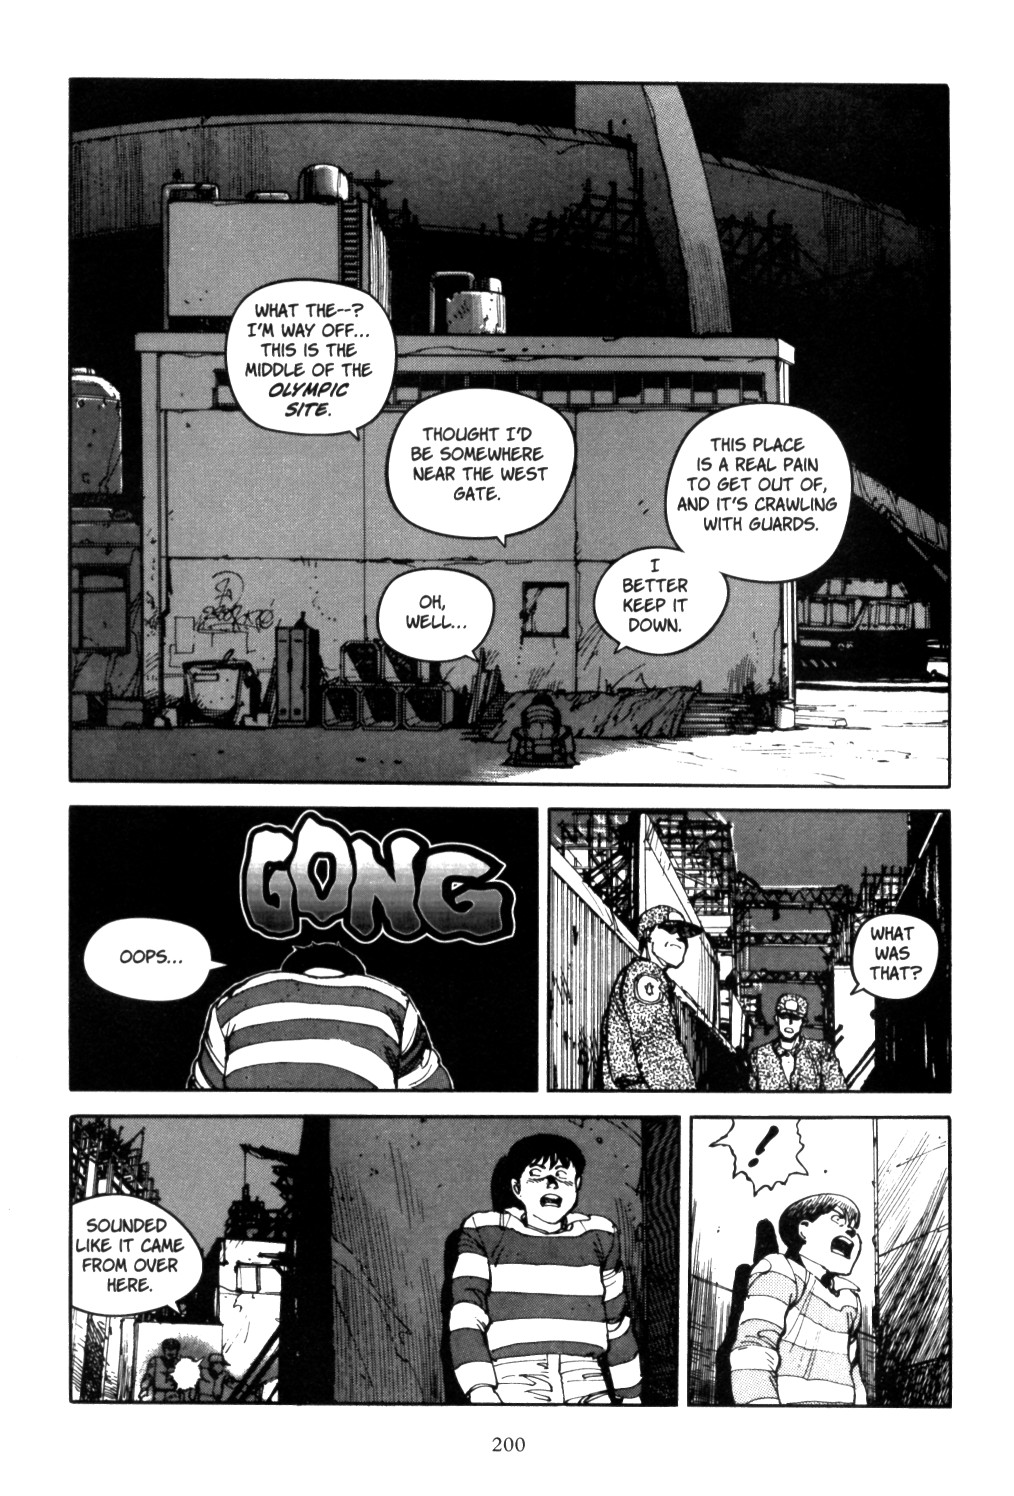 WHAT THE--?
I'M WAY OFF...
THIS IS THE
MIDDLE OF THE
OLYMPIC
SITE.
THOUGHT I'D
BE SOMEWHERE
NEAR THE WEST
GATE.
THIS PLACE
IS A REAL PAIN
TO GET OUT OF,
AND IT'S CRAWLING
WITH GUARDS.
OH,
WELL...
I
BETTER
KEEP IT
DOWN.
GONG
OOPS...
WHAT
WAS
THAT?
SOUNDED
LIKE IT CAME
FROM OVER
HERE.
!
200